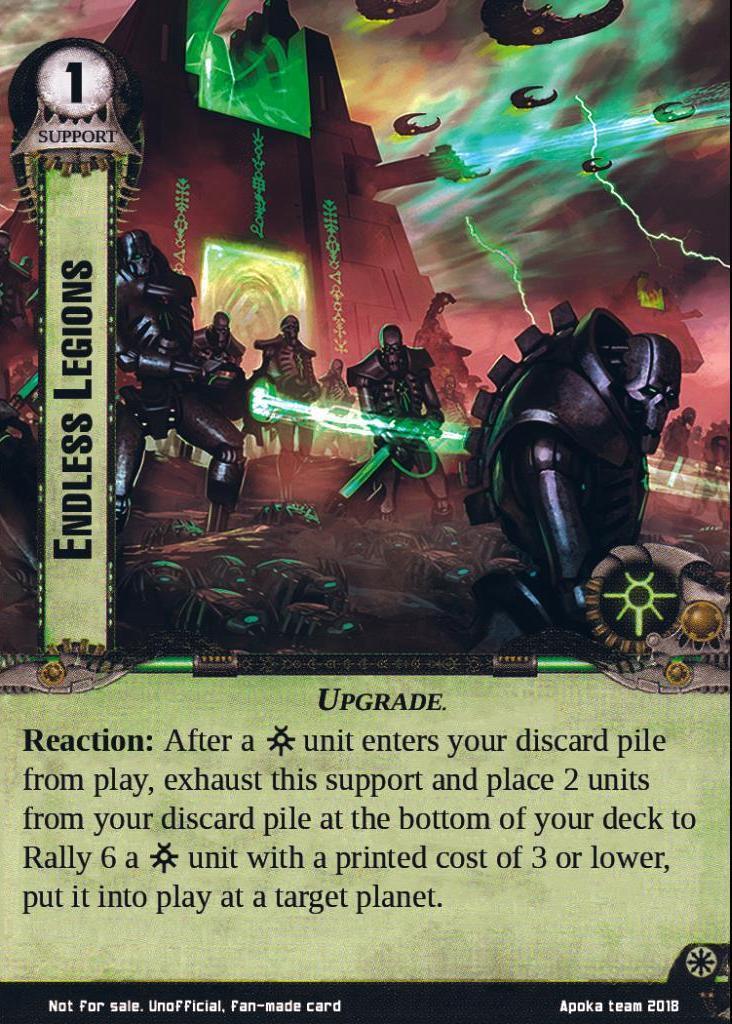 1
SUPPORT
ENDLESS LEGIONS
UPGRADE.
Reaction: After a unit enters your discard pile
from play, exhaust this support and place 2 units
from your discard pile at the bottom of your deck to
Rally 6 a unit with a printed cost of 3 or lower,
put it into play at a target planet.
Not for sale. Unofficial, fan-made card
Apoka team 2018